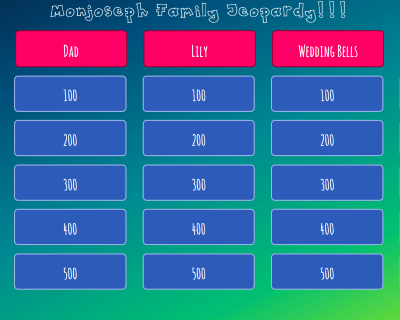 Monjoseph Family Jeopardy!!!
Dad Lily Wedding Bells
100 100 100
200 200 200
300 300 300
400 400 400
500 500 500